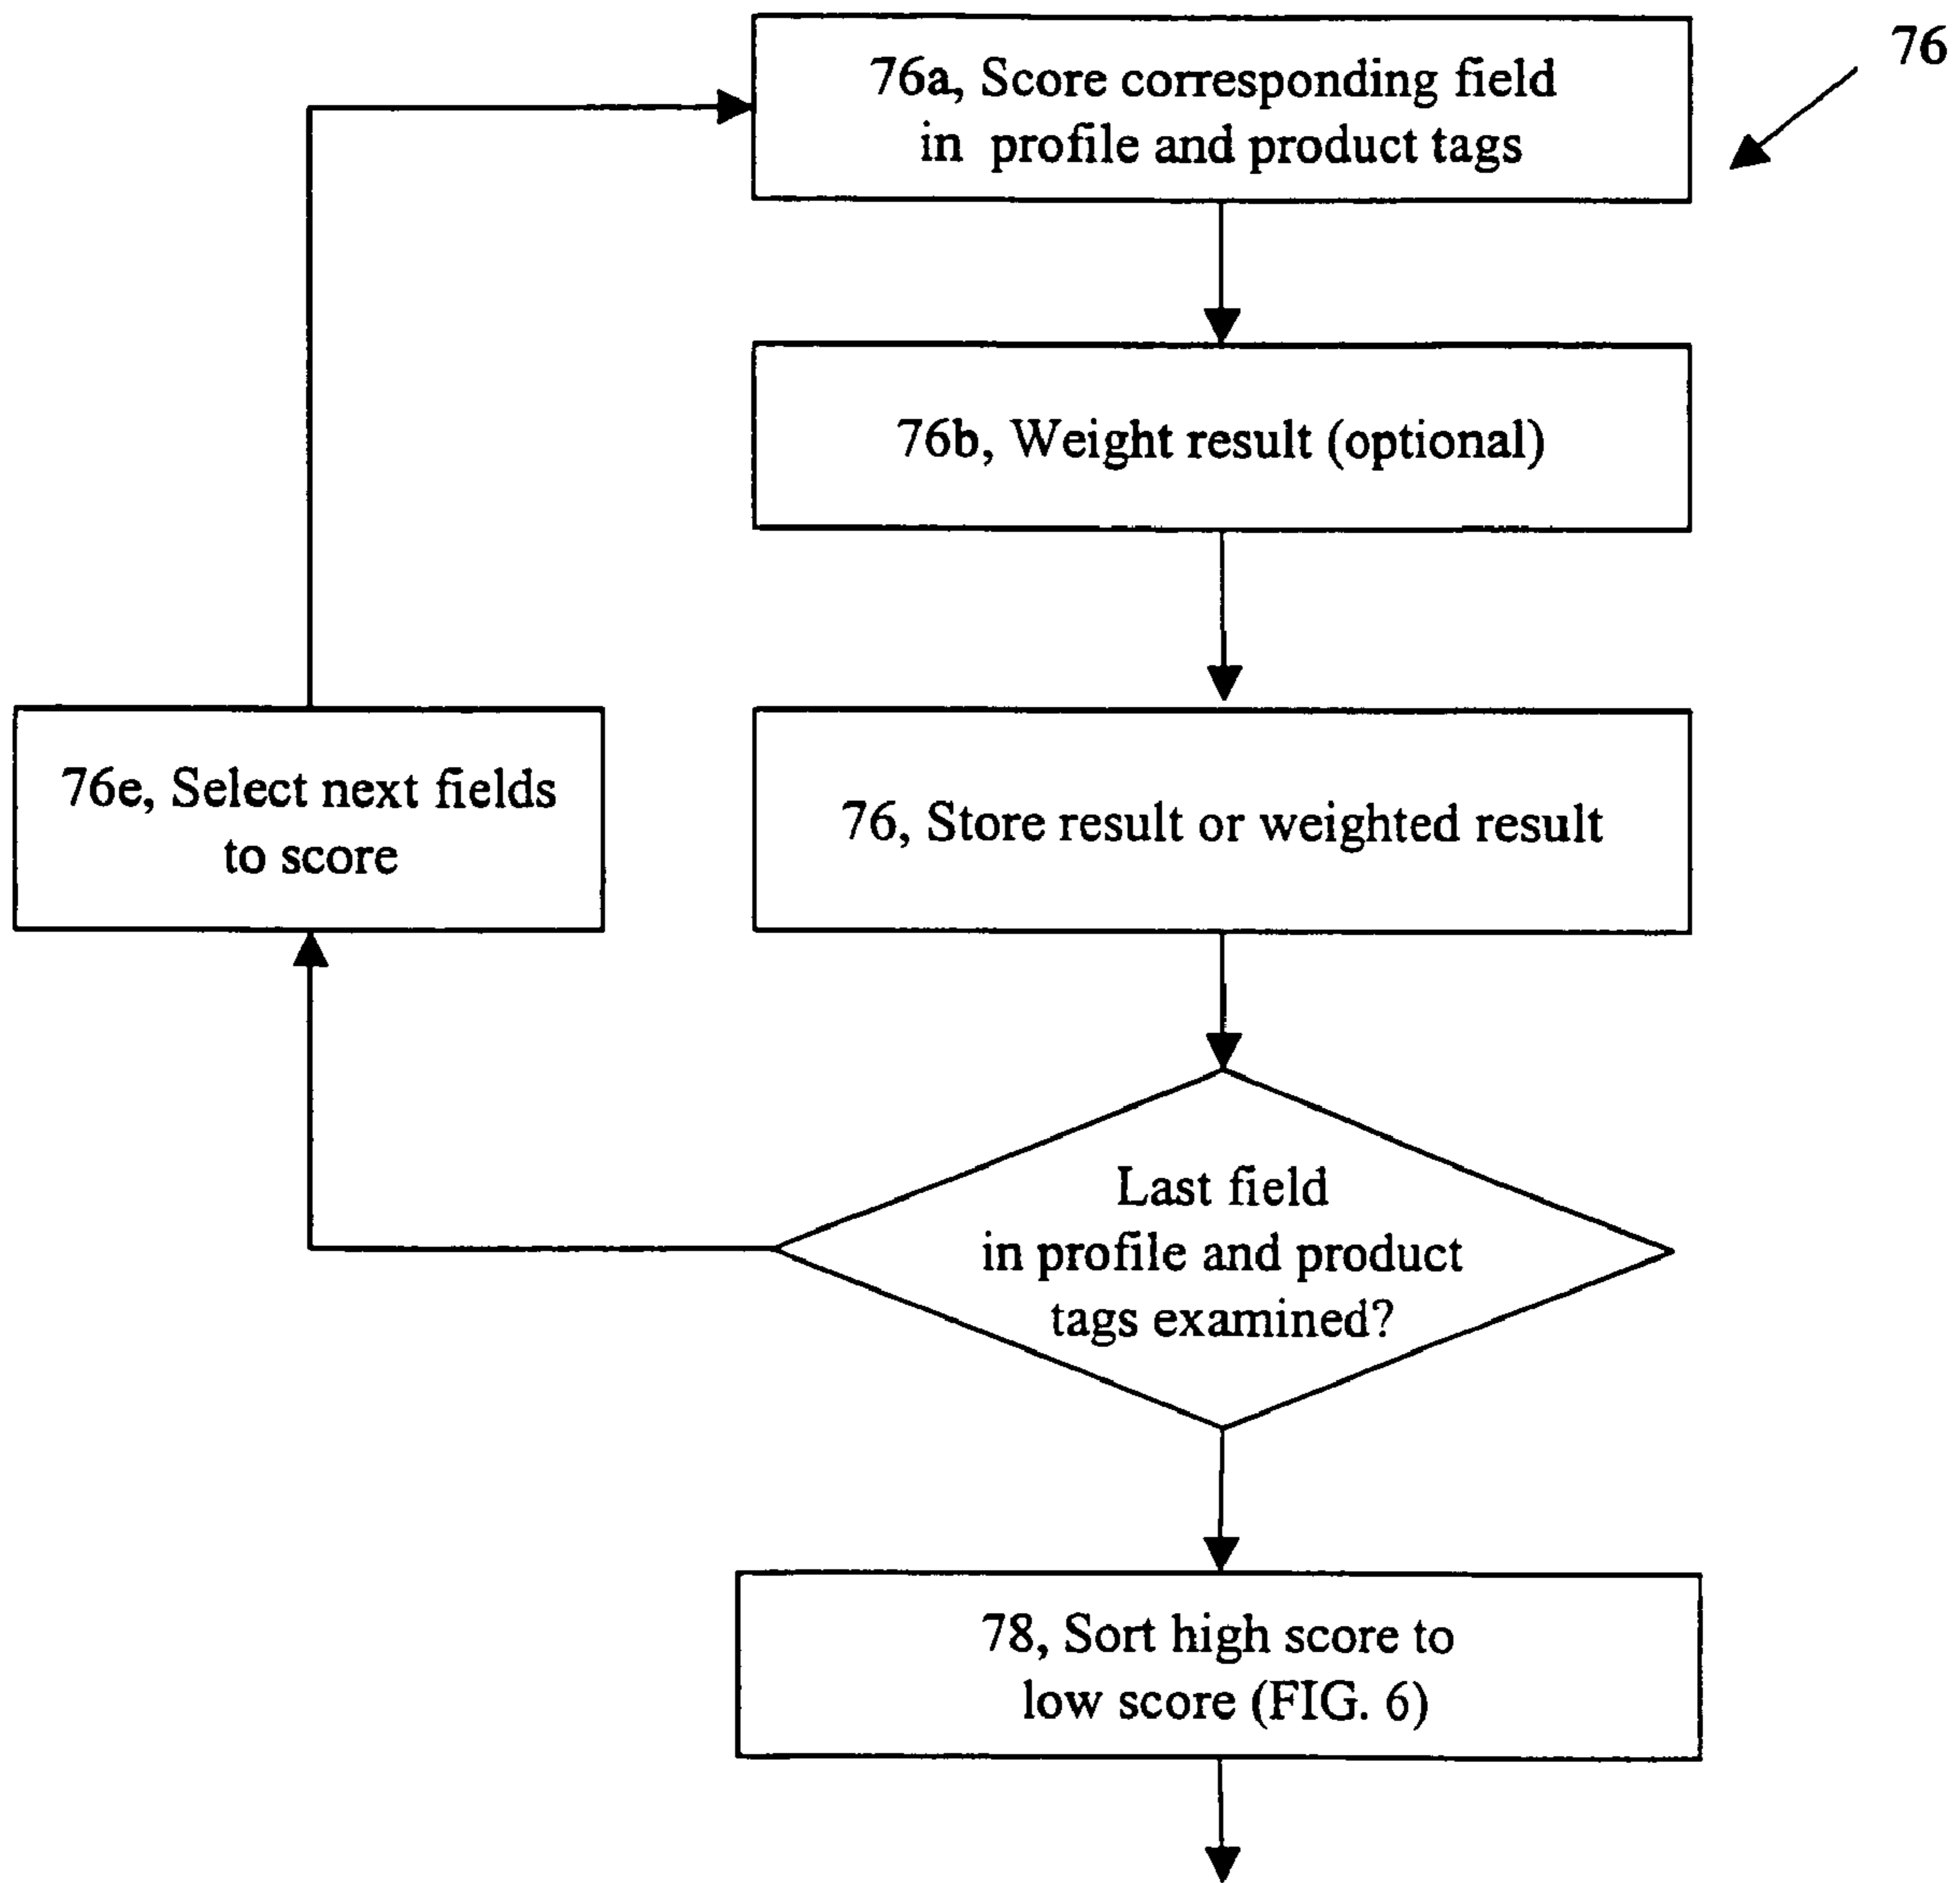 76
76a, Score corresponding field
in profile and product tags
76b, Weight result (optional)
76e, Select next fields
to score
76, Store result or weighted result
Last field
in profile and product
tags examined?
78, Sort high score to
low score (FIG. 6)